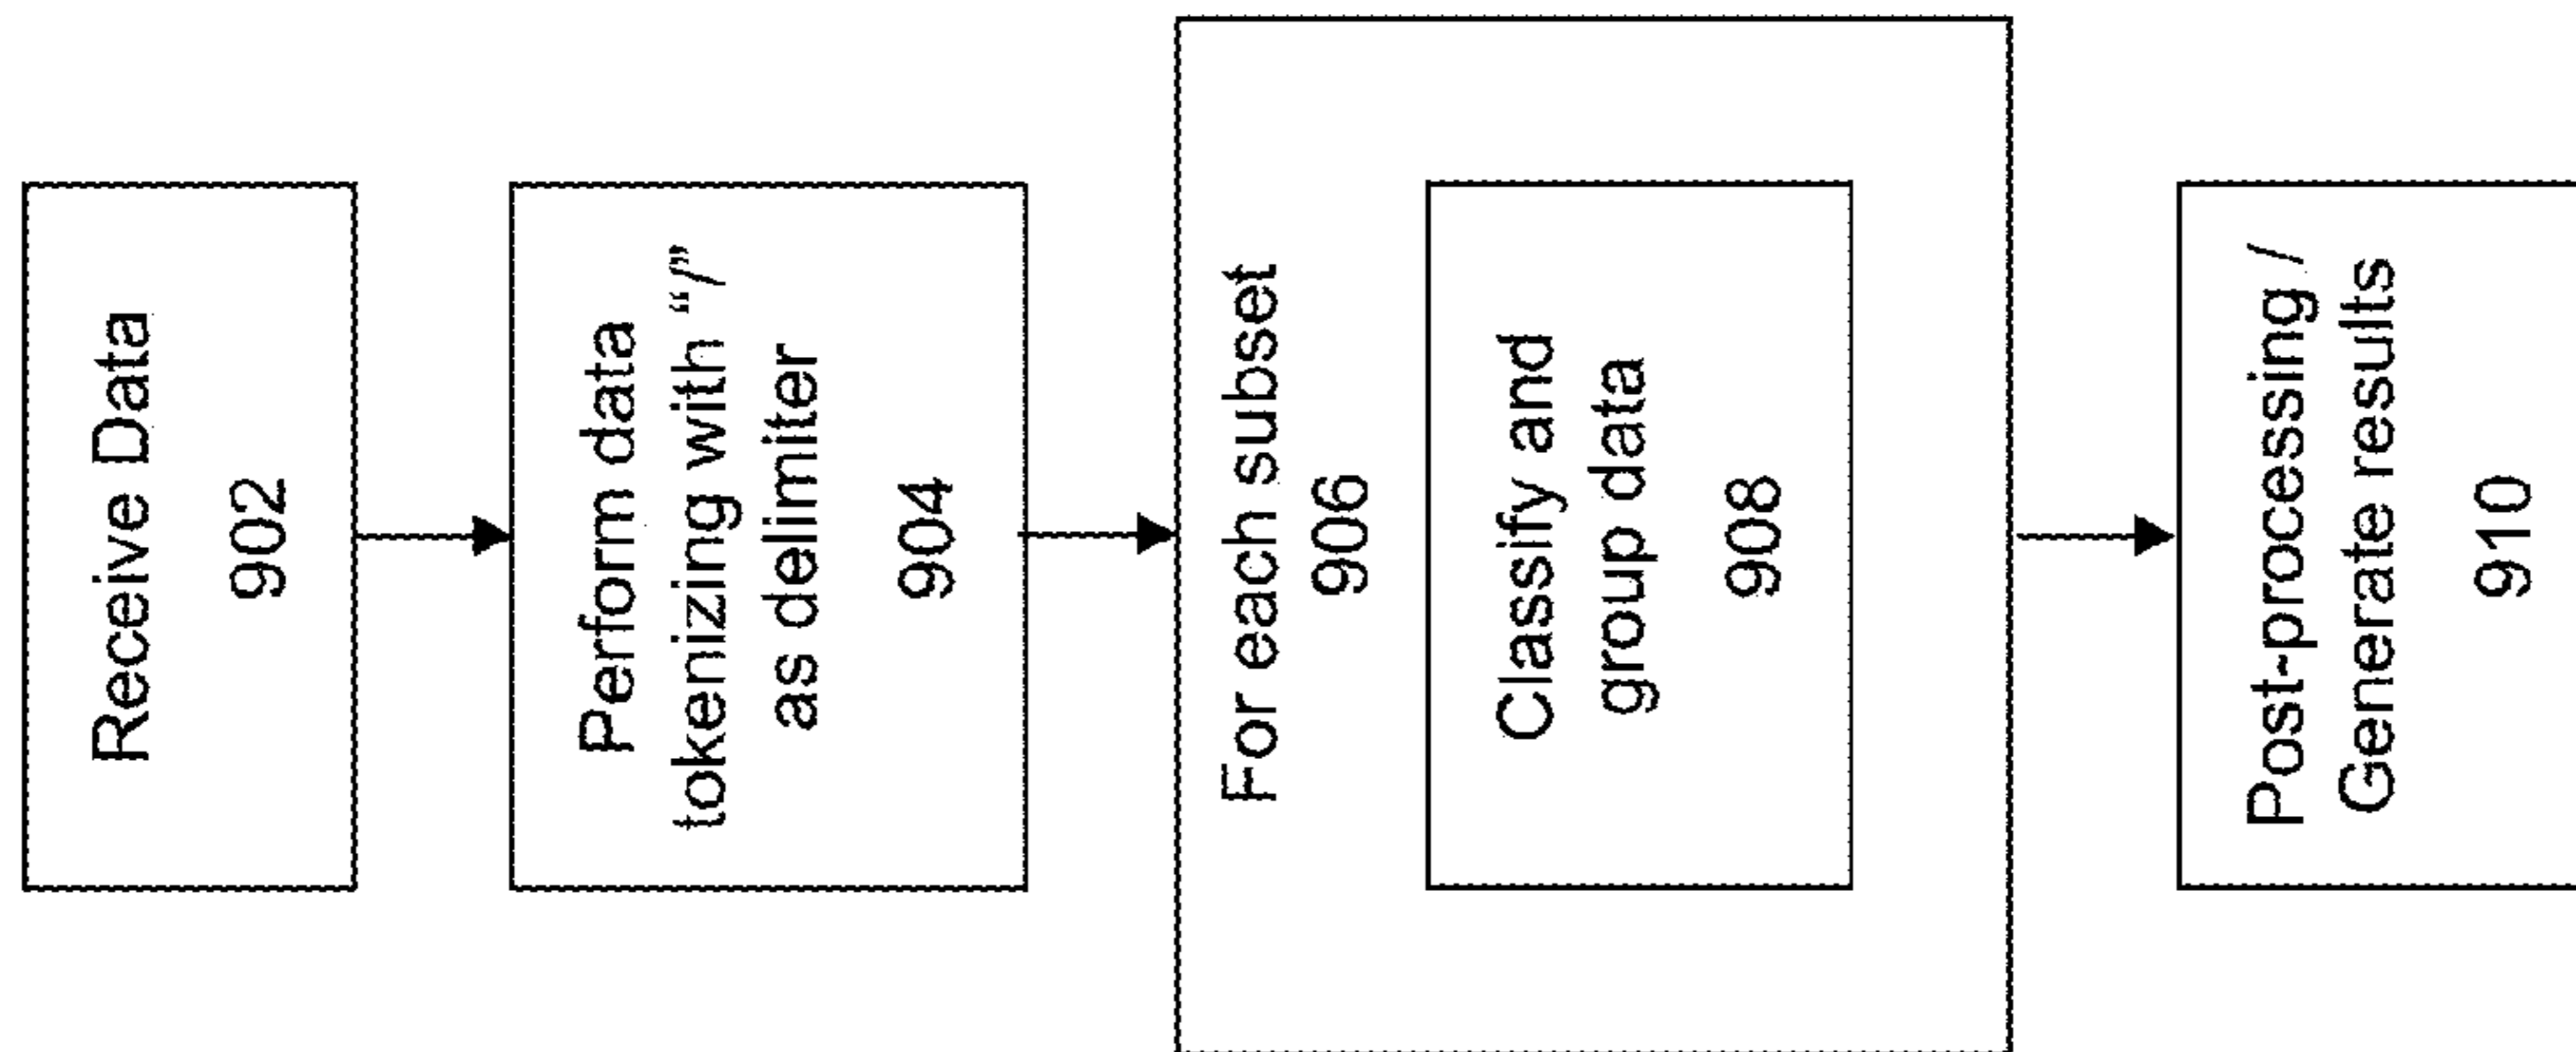 Receive Data
902
Perform data
tokenizing with “/”
as delimiter
904
For each subset
906
Classify and
group data
908
Post-processing /
Generate results
910